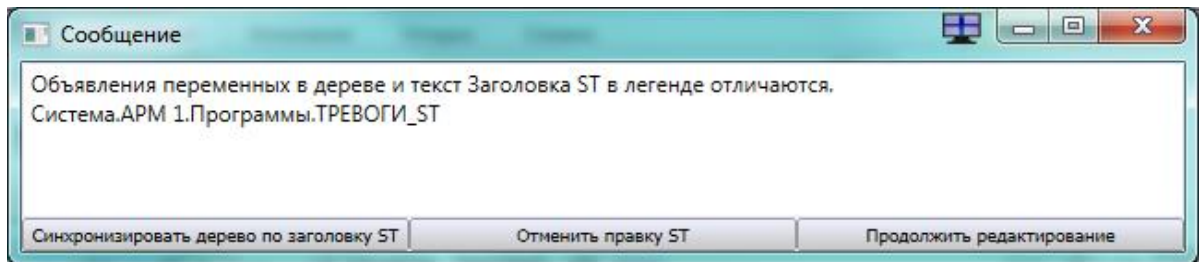 Сообщение
Объявления переменных в дереве и текст Заголовка ST в легенде отличаются.
Система.АРМ 1.Программы.ТРЕВОГИ_ST
Синхронизировать дерево по заголовку ST
Отменить правку ST
Продолжить редактирование